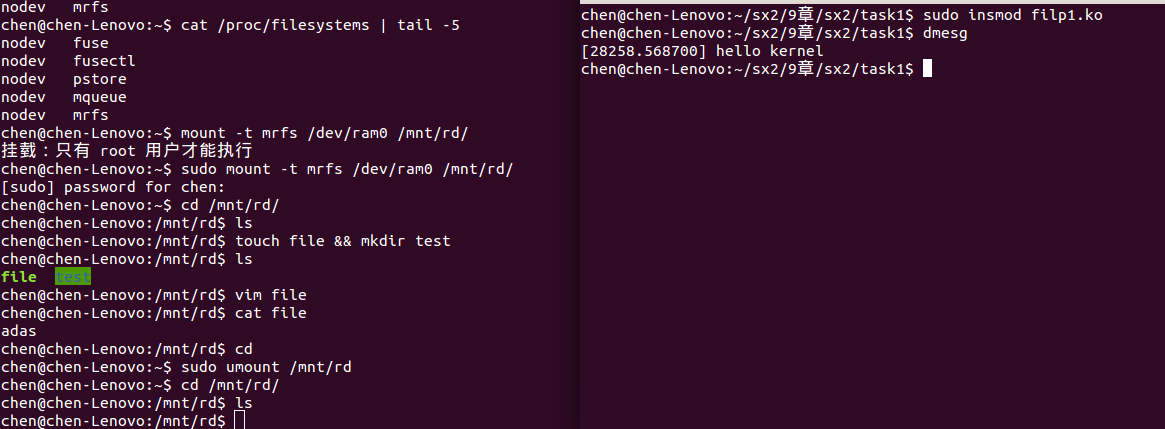 nodev   mrfs
chen@chen-Lenovo:~$ cat /proc/filesystems | tail -5
nodev   fuse
nodev   fusectl
nodev   pstore
nodev   mqueue
nodev   mrfs
chen@chen-Lenovo:~$ mount -t mrfs /dev/ram0 /mnt/rd/
挂载：只有 root 用户才能执行
chen@chen-Lenovo:~$ sudo mount -t mrfs /dev/ram0 /mnt/rd/
[sudo] password for chen:
chen@chen-Lenovo:~$ cd /mnt/rd/
chen@chen-Lenovo:/mnt/rd$ ls
chen@chen-Lenovo:/mnt/rd$ touch file && mkdir test
chen@chen-Lenovo:/mnt/rd$ ls
file  test
chen@chen-Lenovo:/mnt/rd$ vim file
chen@chen-Lenovo:/mnt/rd$ cat file
adas
chen@chen-Lenovo:/mnt/rd$ cd
chen@chen-Lenovo:~$ sudo umount /mnt/rd
chen@chen-Lenovo:~$ cd /mnt/rd/
chen@chen-Lenovo:/mnt/rd$ ls
chen@chen-Lenovo:/mnt/rd$
chen@chen-Lenovo:~/sx2/9章/sx2/task1$ sudo insmod filp1.ko
chen@chen-Lenovo:~/sx2/9章/sx2/task1$ dmesg
[28258.568700] hello kernel
chen@chen-Lenovo:~/sx2/9章/sx2/task1$